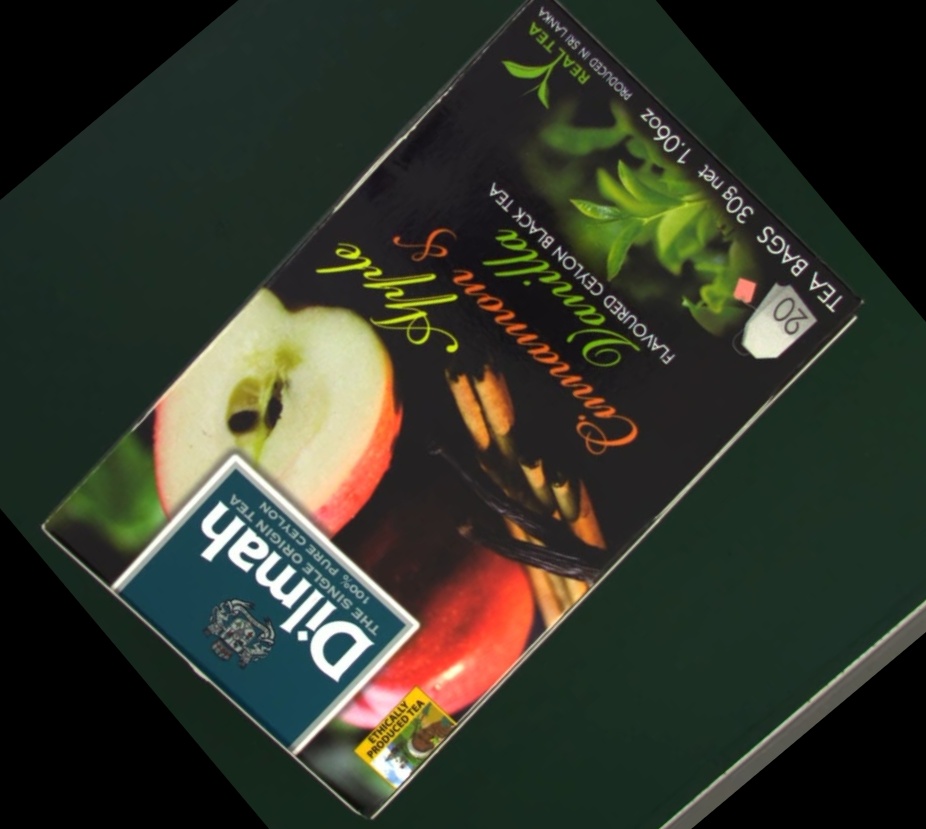 Dilmah
THE SINGLE ORIGIN TEA
100% PURE CEYLON
ETHICALLY
PRODUCED TEA
Apple
Cinnamon &
Vanilla
FLAVOURED CEYLON BLACK TEA
20
TEA BAGS 30g net 1.06oz
REAL TEA
PRODUCED IN SRI LANKA